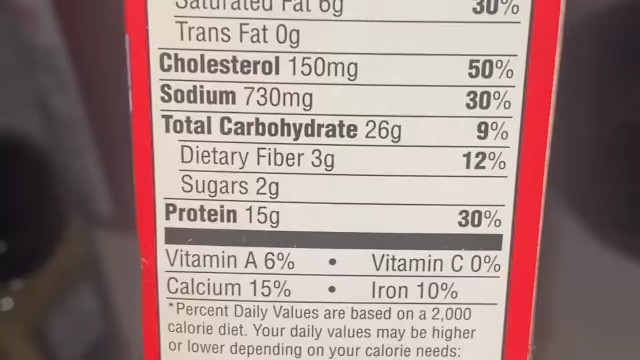 Saturated Fat 6g 30%
Trans Fat 0g
Cholesterol 150mg 50%
Sodium 730mg 30%
Total Carbohydrate 26g 9%
Dietary Fiber 3g 12%
Sugars 2g
Protein 15g 30%
Vitamin A 6% • Vitamin C 0%
Calcium 15% • Iron 10%
*Percent Daily Values are based on a 2,000
calorie diet. Your daily values may be higher
or lower depending on your calorie needs: